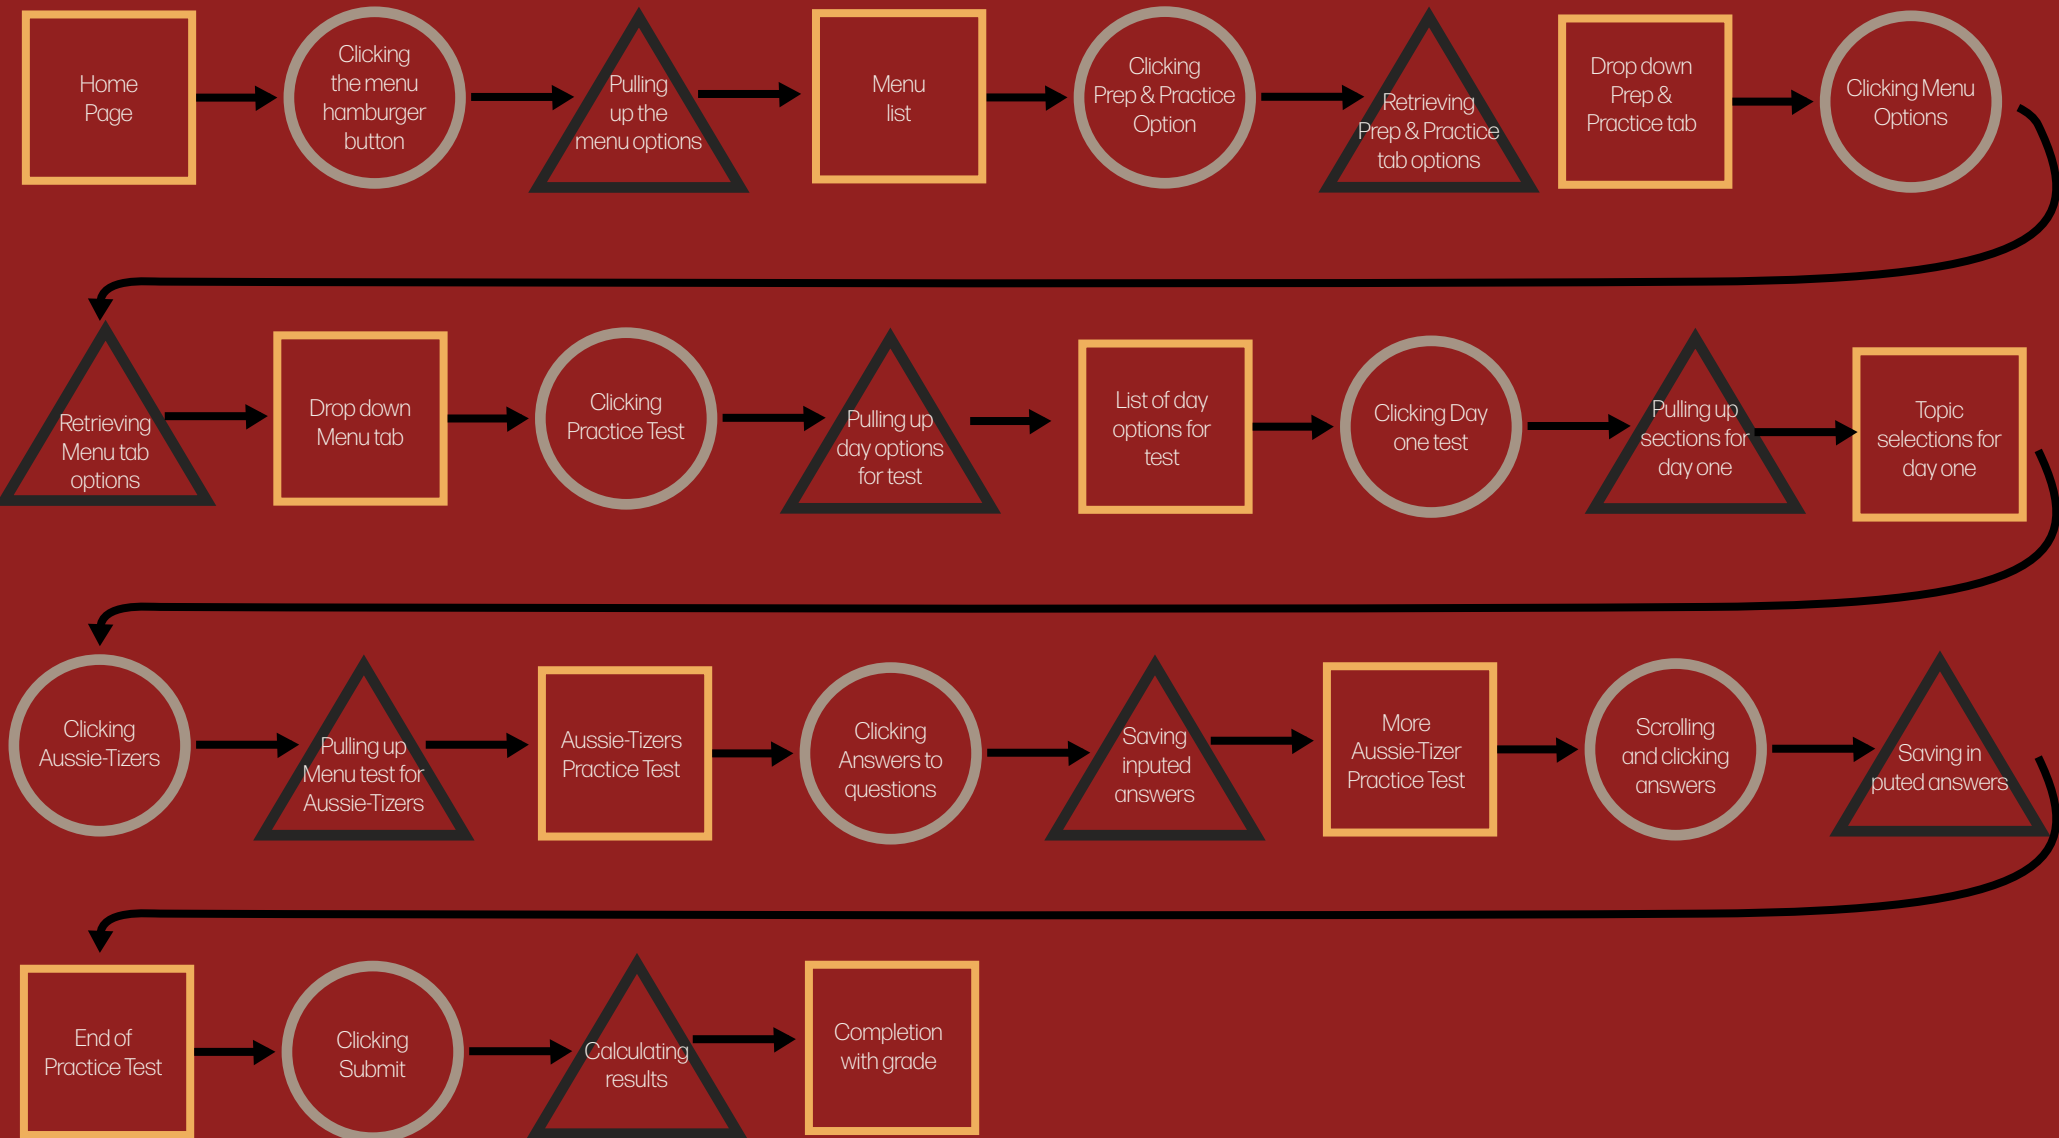 Home
Page
Clicking
the menu
hamburger
button
Pulling
up the
menu options
Menu
list
Clicking
Prep & Practice
Option
Retrieving
Prep & Practice
tab options
Drop down
Prep &
Practice tab
Clicking Menu
Options
Retrieving
Menu tab
options
Drop down
Menu tab
Clicking
Practice Test
Pulling up
day options
for test
List of day
options for
test
Clicking Day
one test
Pulling up
sections for
day one
Topic
selections for
day one
Clicking
Aussie-Tizers
Pulling up
Menu test for
Aussie-Tizers
Aussie-Tizers
Practice Test
Clicking
Answers to
questions
Saving
inputed
answers
More
Aussie-Tizer
Practice Test
Scrolling
and clicking
answers
Saving in
puted answers
End of
Practice Test
Clicking
Submit
Calculating
results
Completion
with grade